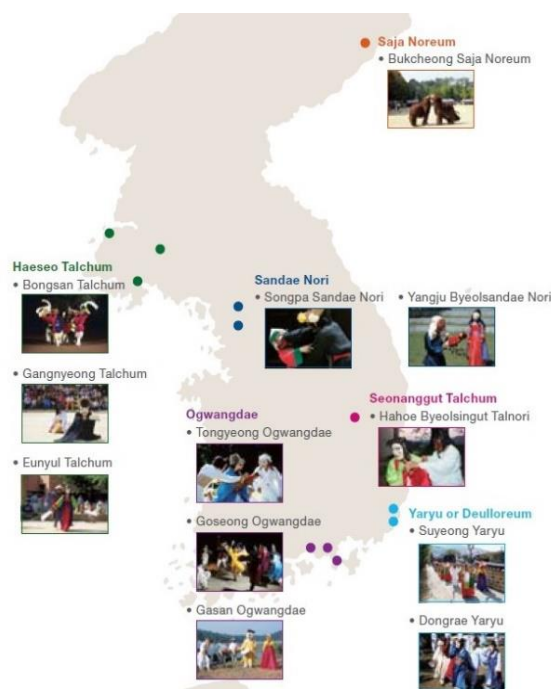 Saja Noreum
• Bukcheong Saja Noreum
Haeseo Talchum
• Bongsan Talchum
• Gangnyeong Talchum
• Eunyul Talchum
Sandae Nori
• Songpa Sandae Nori
• Yangju Byeolsandae Nori
Seonanggut Talchum
• Hahoe Byeolsingut Talnori
Ogwangdae
• Tongyeong Ogwangdae
• Goseong Ogwangdae
• Gasan Ogwangdae
Yaryu or Deulloreum
• Suyeong Yaryu
• Dongrae Yaryu